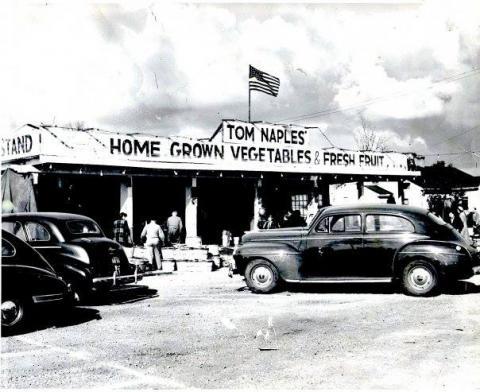 TOM NAPLES'
STAND HOME GROWN VEGETABLES & FRESH FRUIT